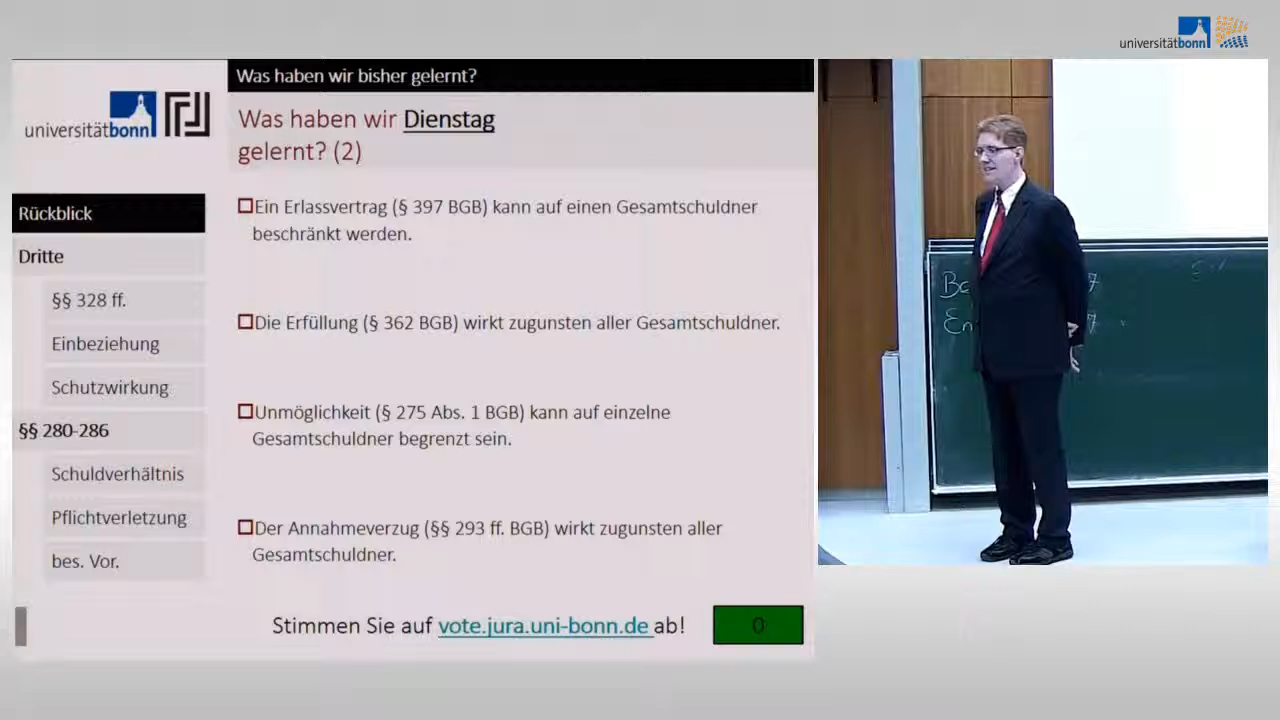 universitätbonn
Was haben wir bisher gelernt?
universitätbonn
Was haben wir Dienstag
gelernt? (2)
Rückblick
Dritte
§§ 328 ff.
Einbeziehung
Schutzwirkung
§§ 280-286
Schuldverhältnis
Pflichtverletzung
bes. Vor.
Ein Erlassvertrag (§ 397 BGB) kann auf einen Gesamtschuldner
beschränkt werden.
Die Erfüllung (§ 362 BGB) wirkt zugunsten aller Gesamtschuldner.
Unmöglichkeit (§ 275 Abs. 1 BGB) kann auf einzelne
Gesamtschuldner begrenzt sein.
Der Annahmeverzug (§§ 293 ff. BGB) wirkt zugunsten aller
Gesamtschuldner.
Stimmen Sie auf vote.jura.uni-bonn.de ab!
0